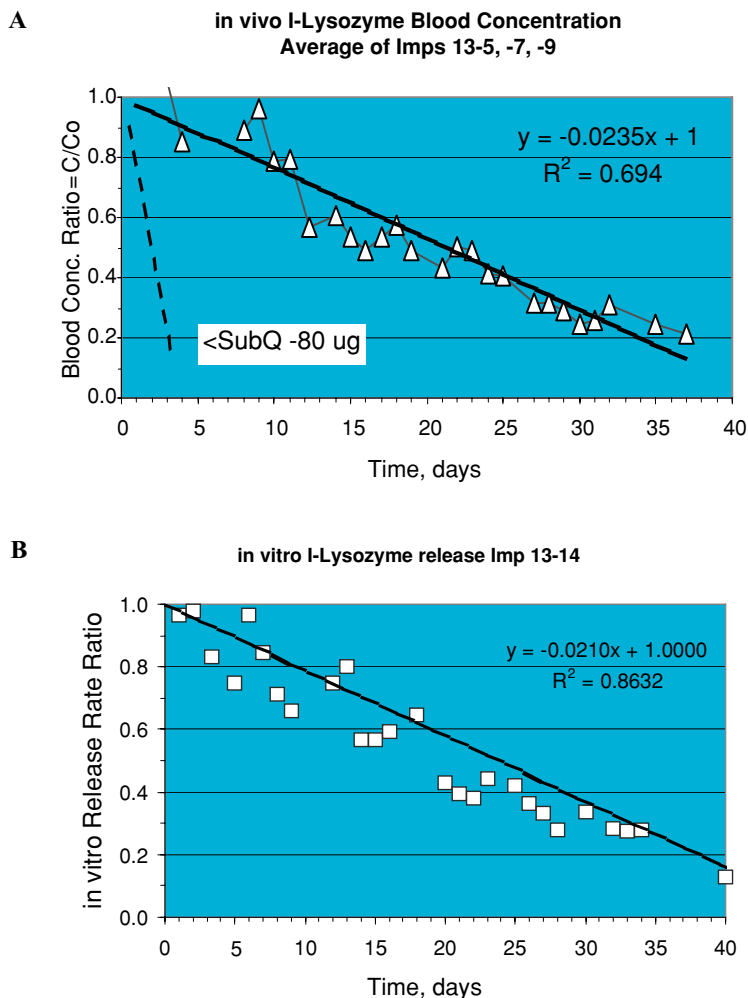 A
in vivo I-Lysozyme Blood Concentration
Average of Imps 13-5, -7, -9
Blood Conc. Ratio=C/Co
1.0
0.8
0.6
0.4
0.2
0.0
y = -0.0235x + 1
R² = 0.694
<SubQ -80 ug
0 5 10 15 20 25 30 35 40
Time, days
B
in vitro I-Lysozyme release Imp 13-14
in vitro Release Rate Ratio
1.0
0.8
0.6
0.4
0.2
0.0
y = -0.0210x + 1.0000
R² = 0.8632
0 5 10 15 20 25 30 35 40
Time, days